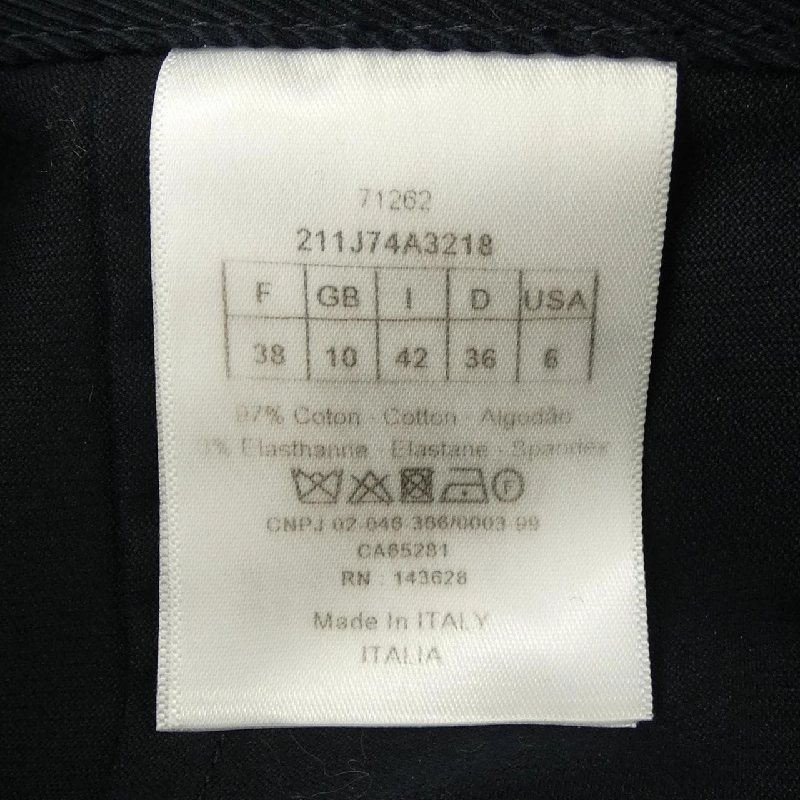 71262
211J74A3218
F GB I D USA
38 10 42 36 6
97% Coton - Cotton - Algodão
3% Elasthanne - Elastane - Spandex
F
CNPJ 02.046.366/0003-99
CA65281
RN : 143628
Made In ITALY
ITALIA